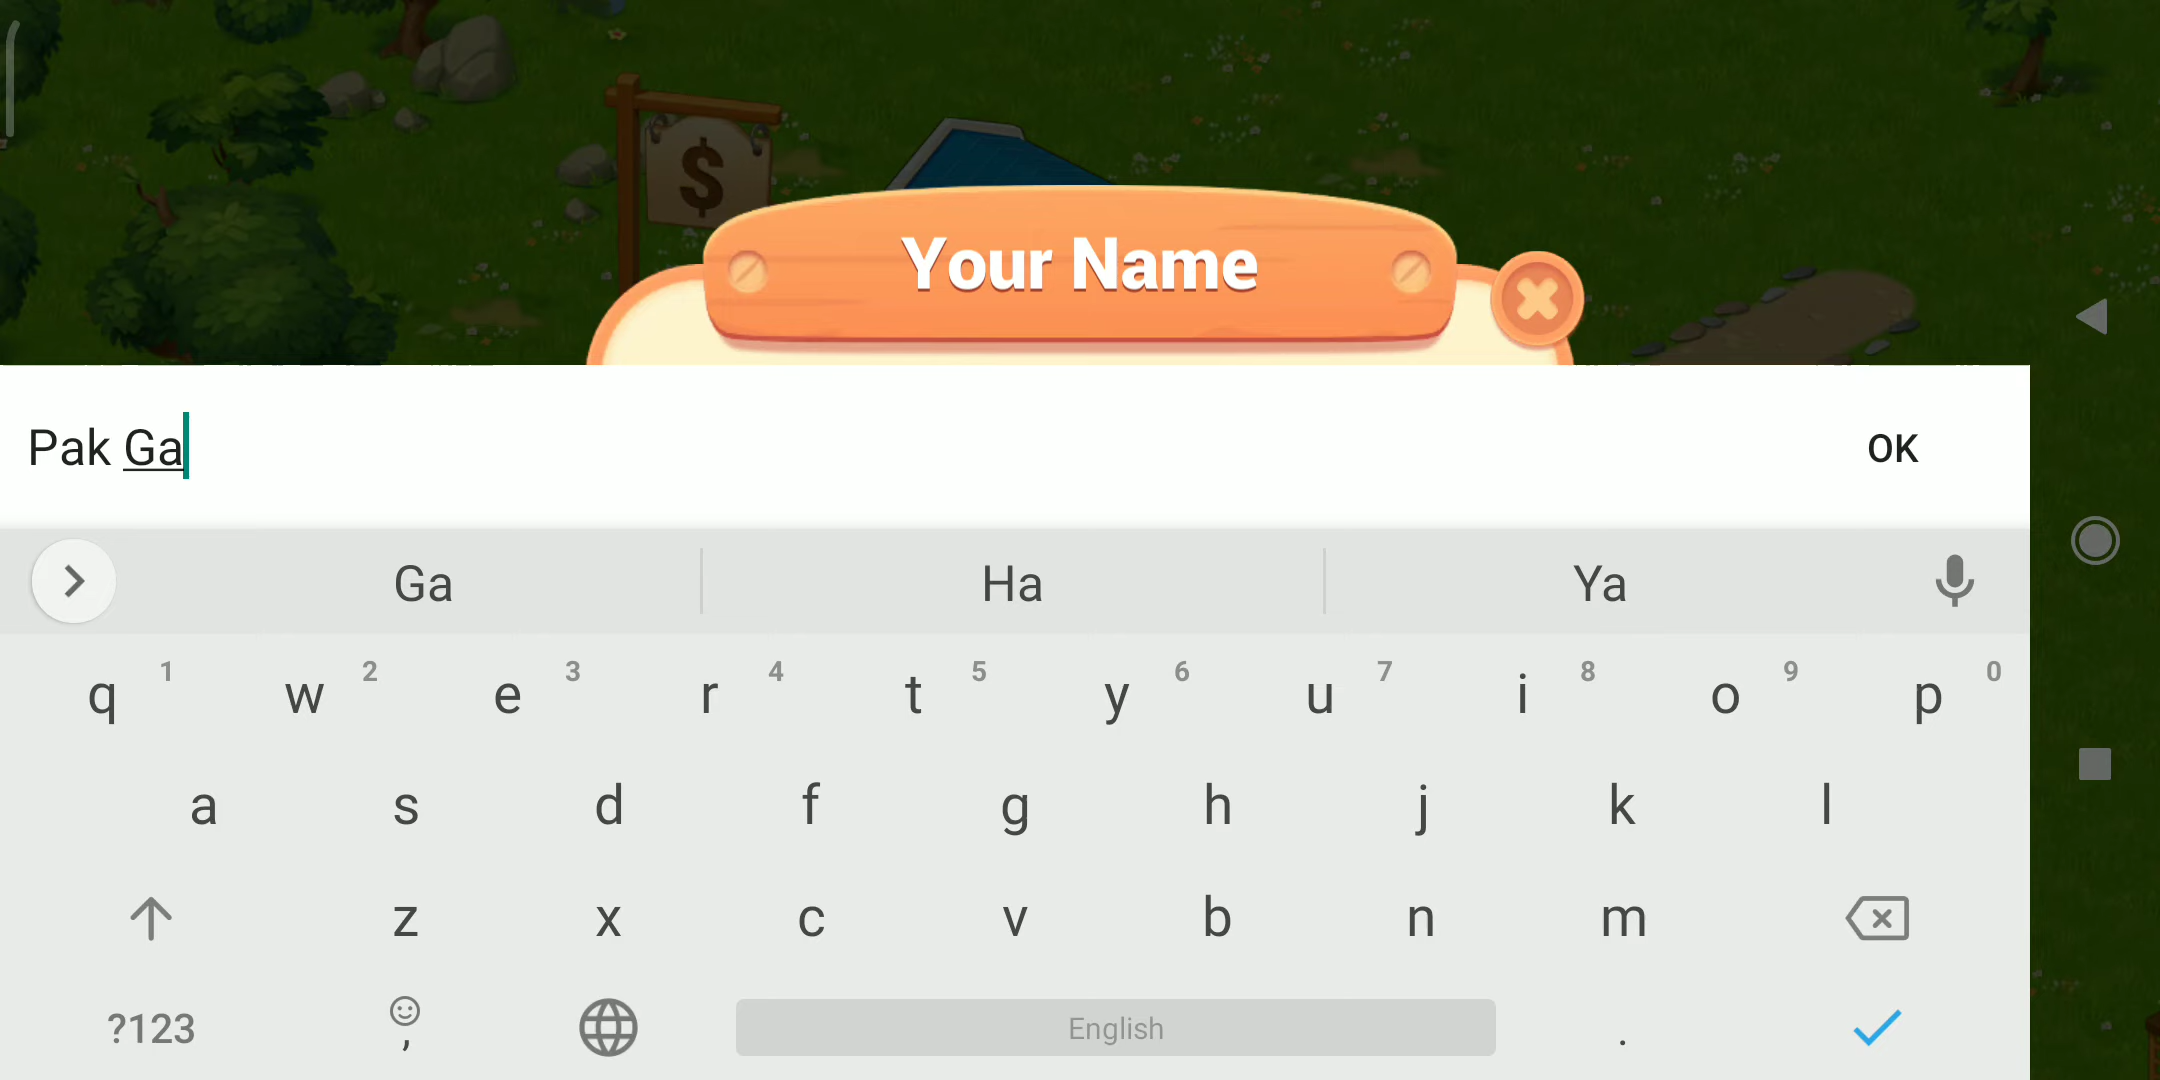 $
Your Name
Pak Ga
OK
Ga Ha Ya
q 1 w 2 e 3 r 4 t 5 y 6 u 7 i 8 o 9 p 0
a s d f g h j k l
z x c v b n m
?123 , English .